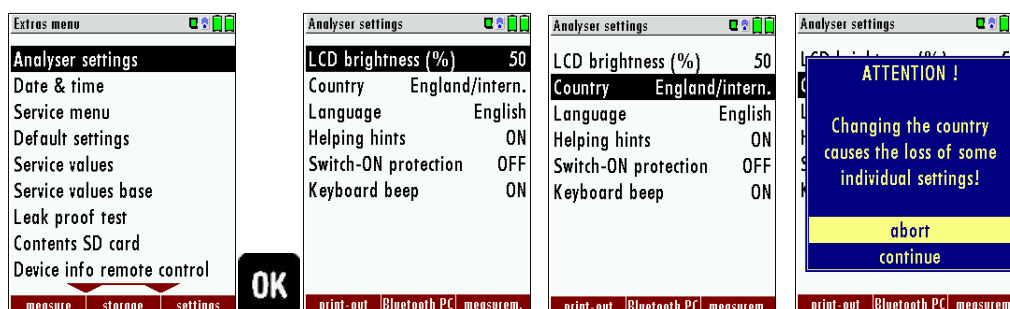 Extras menu
Analyser settings
Date & time
Service menu
Default settings
Service values
Service values base
Leak proof test
Contents SD card
Device info remote control
measure storage settings
OK
Analyser settings
LCD brightness (%) 50
Country England/intern.
Language English
Helping hints ON
Switch-ON protection OFF
Keyboard beep ON
print-out Bluetooth PC measurem.
Analyser settings
LCD brightness (%) 50
Country England/intern.
Language English
Helping hints ON
Switch-ON protection OFF
Keyboard beep ON
print-out Bluetooth PC measurem.
Analyser settings
ATTENTION !
Changing the country
causes the loss of some
individual settings!
abort
continue
print-out Bluetooth PC measurem.